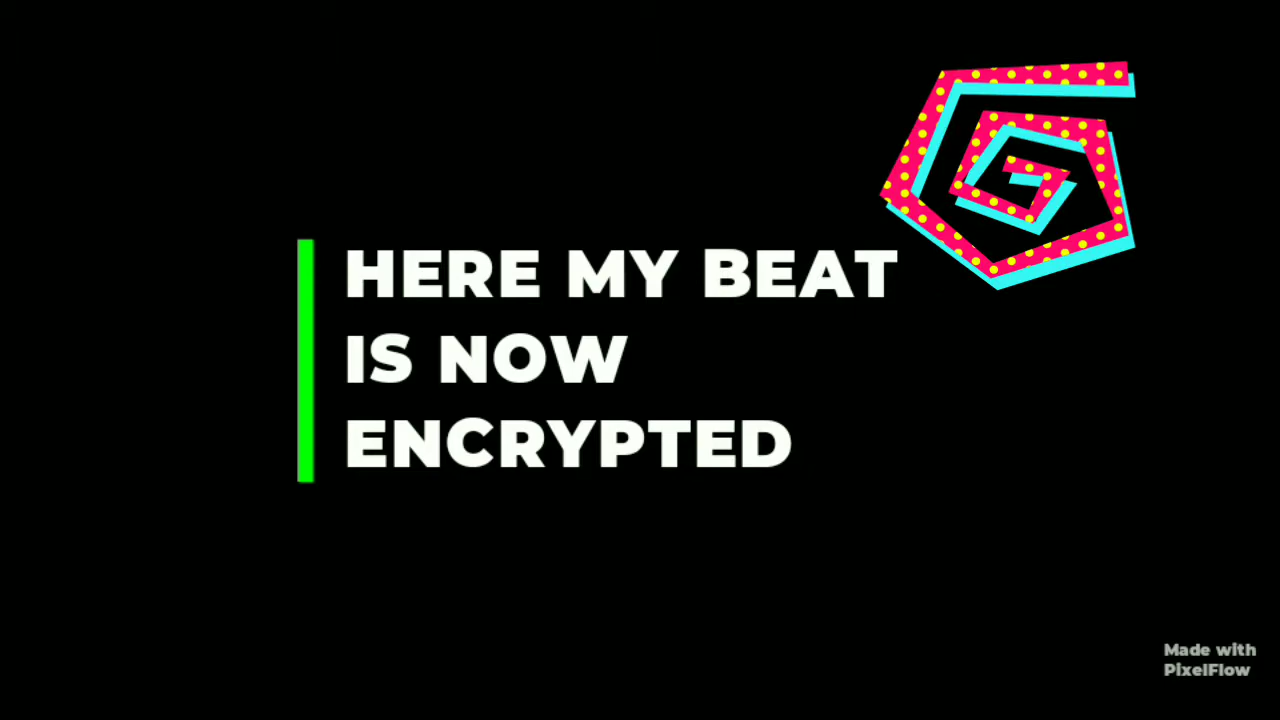 HERE MY BEAT
IS NOW
ENCRYPTED
Made with
PixelFlow